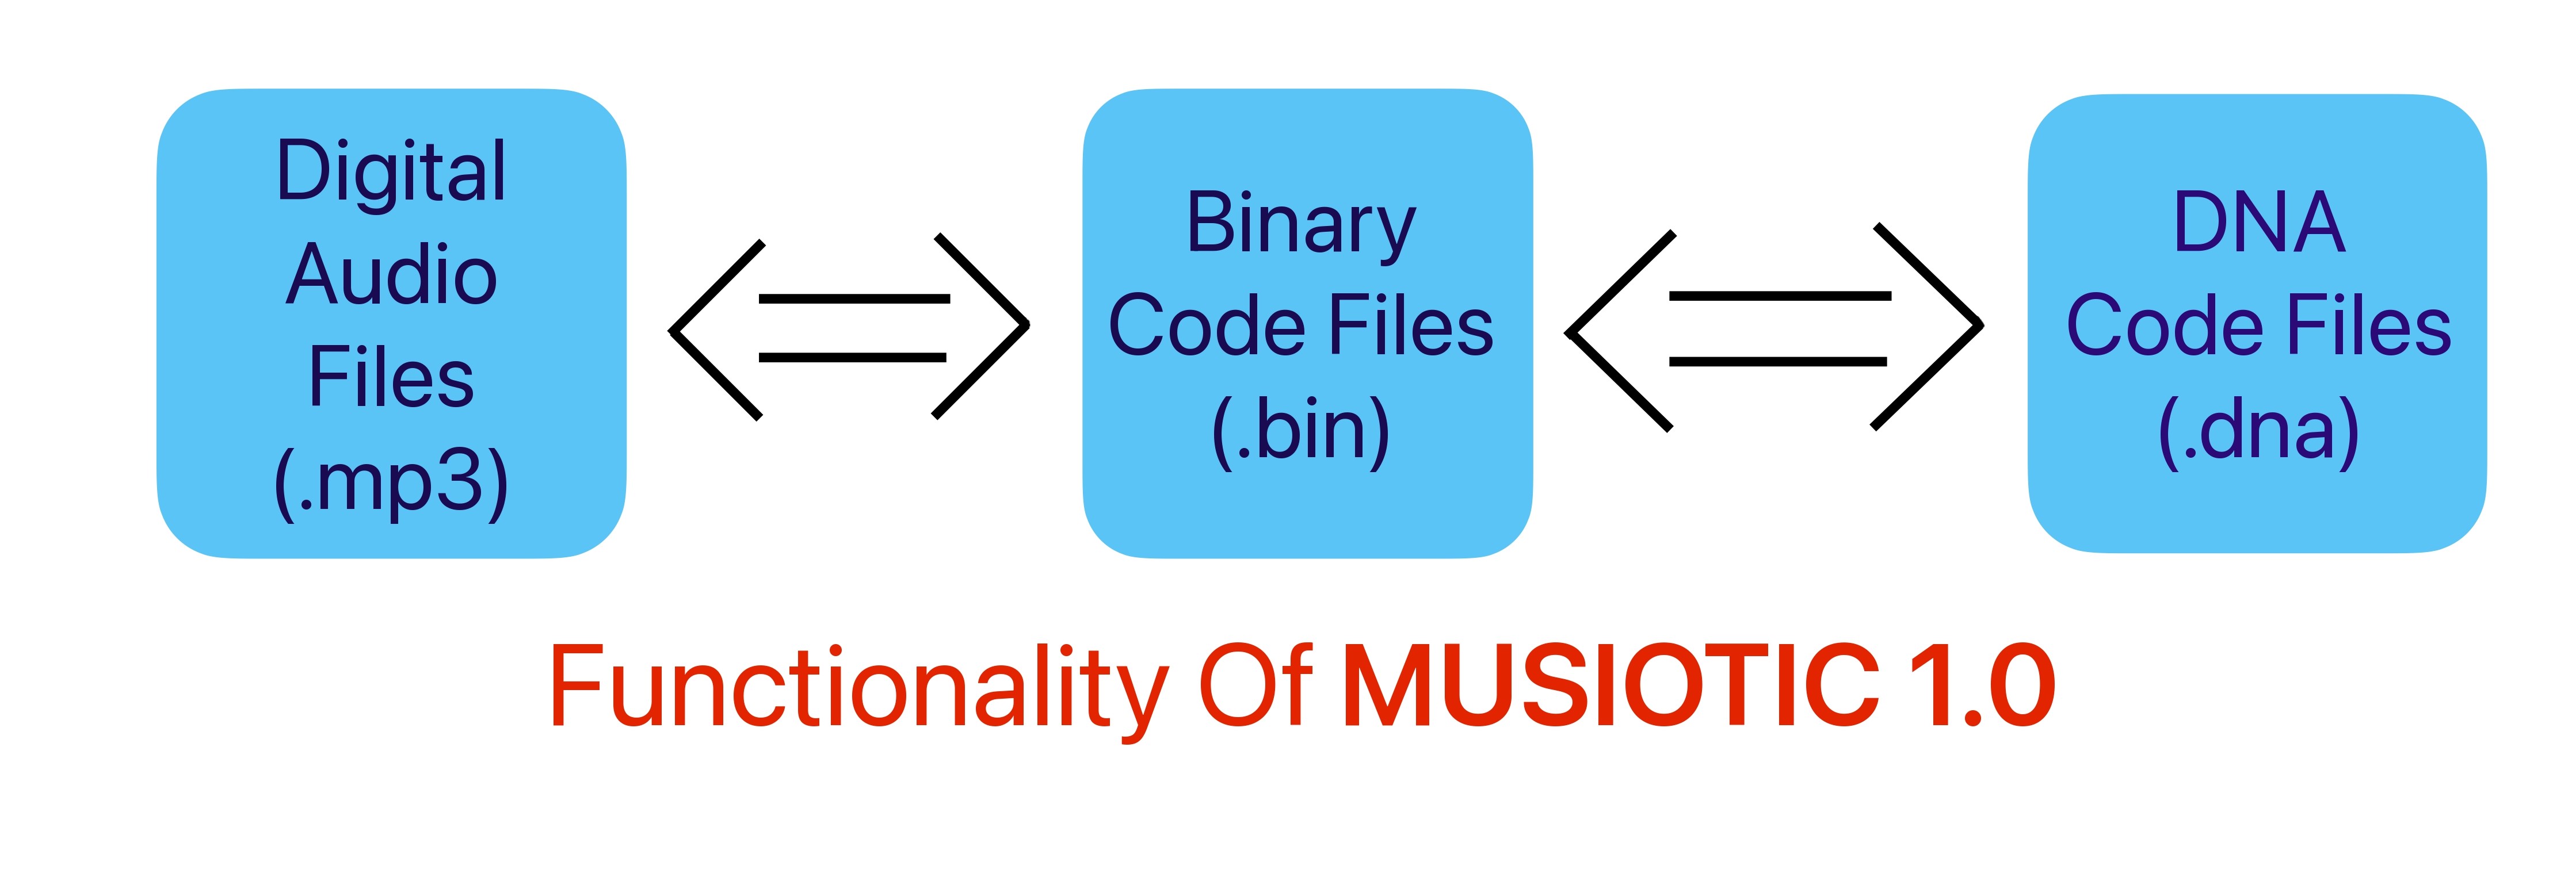 Digital
Audio
Files
(.mp3)
Binary
Code Files
(.bin)
DNA
Code Files
(.dna)
Functionality Of MUSIOTIC 1.0